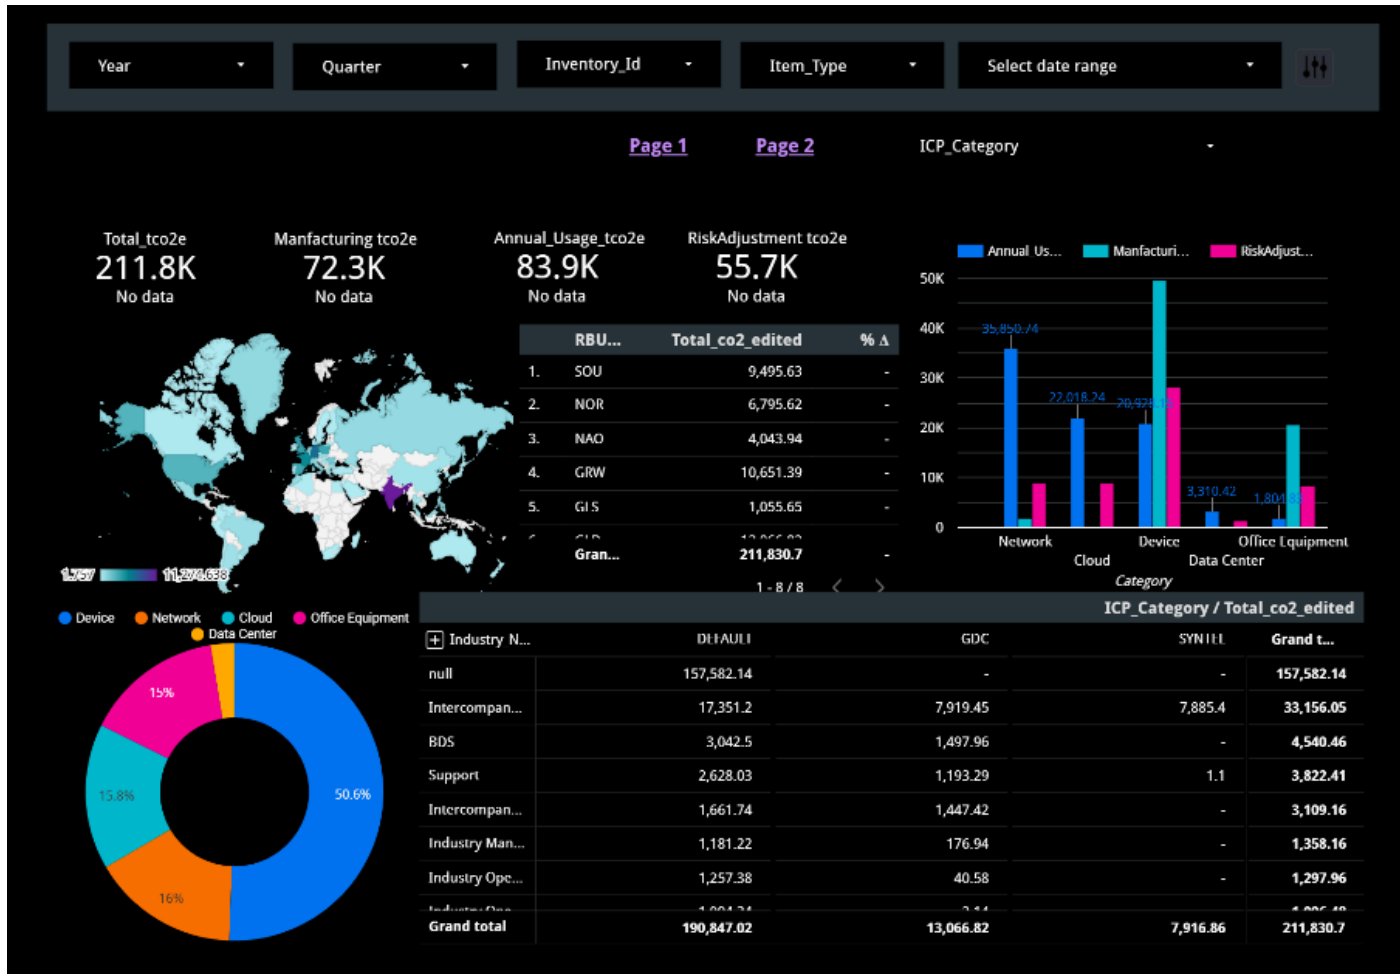 Year
Quarter
Inventory_Id
Item_Type
Select date range
Page 1
Page 2
ICP_Category
Total_tco2e
211.8K
No data
Manfacturing tco2e
72.3K
No data
Annual_Usage_tco2e
83.9K
No data
RiskAdjustment tco2e
55.7K
No data
1.757
11,274.638
RBU... Total_co2_edited % Δ
1. SOU 9,495.63 -
2. NOR 6,795.62 -
3. NAO 4,043.94 -
4. GRW 10,651.39 -
5. GLS 1,055.65 -
Gran... 211,830.7 -
1 - 8 / 8
Annual_Us... Manfacturi... RiskAdjust...
50K
40K
30K
20K
10K
0
35,850.74
22,018.24
3,310.42
Network
Cloud
Device
Data Center
Office Equipment
Category
Device Network Cloud Office Equipment
Data Center
50.6%
16%
15.8%
15%
ICP_Category / Total_co2_edited
Industry N... DEFAULT GDC SYNTEL Grand t...
null 157,582.14 - - 157,582.14
Intercompan... 17,351.2 7,919.45 7,885.4 33,156.05
BDS 3,042.5 1,497.96 - 4,540.46
Support 2,628.03 1,193.29 1.1 3,822.41
Intercompan... 1,661.74 1,447.42 - 3,109.16
Industry Man... 1,181.22 176.94 - 1,358.16
Industry Ope... 1,257.38 40.58 - 1,297.96
Grand total 190,847.02 13,066.82 7,916.86 211,830.7